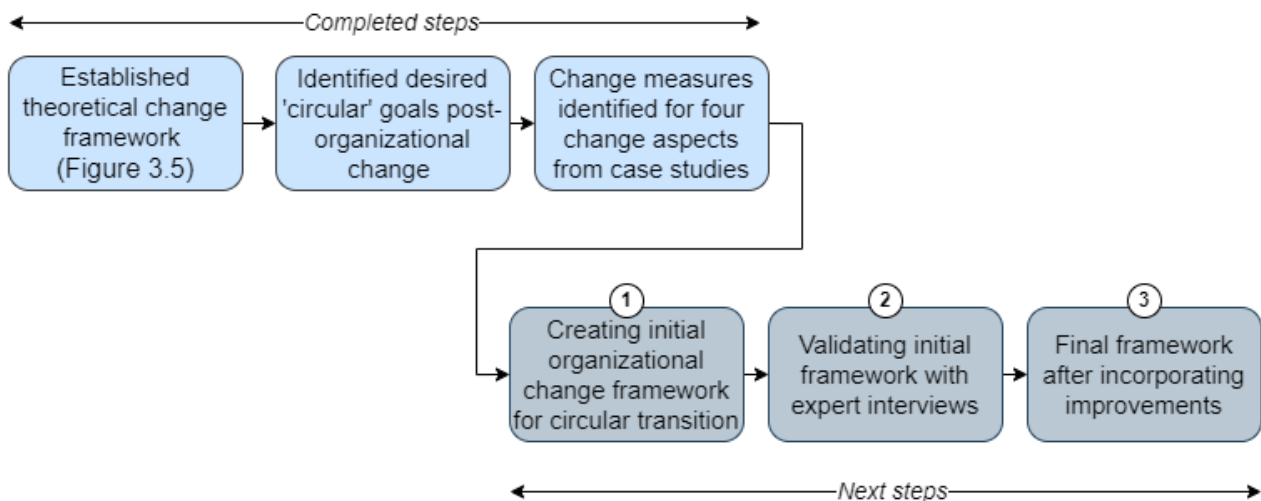 Completed steps
Established
theoretical change
framework
(Figure 3.5)
Identified desired
'circular' goals post-
organizational
change
Change measures
identified for four
change aspects
from case studies
1
Creating initial
organizational
change framework
for circular transition
2
Validating initial
framework with
expert interviews
3
Final framework
after incorporating
improvements
Next steps